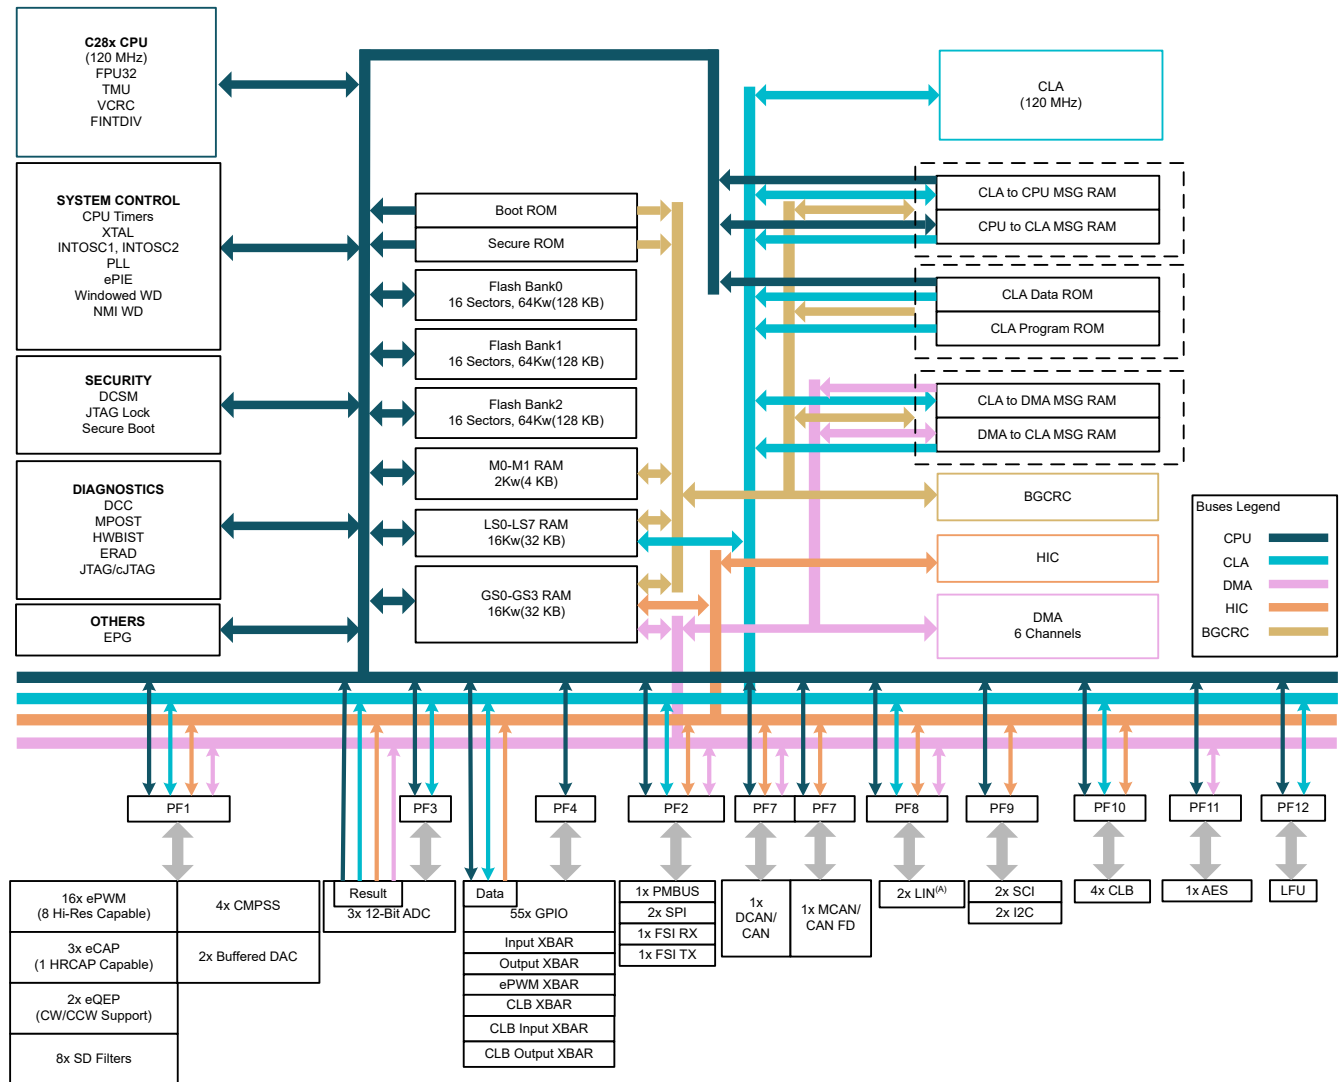 C28x CPU
(120 MHz)
FPU32
TMU
VCRC
FINTDIV
SYSTEM CONTROL
CPU Timers
XTAL
INTOSC1, INTOSC2
PLL
ePIE
Windowed WD
NMI WD
SECURITY
DCSM
JTAG Lock
Secure Boot
DIAGNOSTICS
DCC
MPOST
HWBIST
ERAD
JTAG/cJTAG
OTHERS
EPG
Boot ROM
Secure ROM
Flash Bank0
16 Sectors, 64Kw(128 KB)
Flash Bank1
16 Sectors, 64Kw(128 KB)
Flash Bank2
16 Sectors, 64Kw(128 KB)
M0-M1 RAM
2Kw(4 KB)
LS0-LS7 RAM
16Kw(32 KB)
GS0-GS3 RAM
16Kw(32 KB)
CLA
(120 MHz)
CLA to CPU MSG RAM
CPU to CLA MSG RAM
CLA Data ROM
CLA Program ROM
CLA to DMA MSG RAM
DMA to CLA MSG RAM
BGCRC
HIC
DMA
6 Channels
Buses Legend
CPU
CLA
DMA
HIC
BGCRC
PF1
PF3
PF4
PF2
PF7
PF7
PF8
PF9
PF10
PF11
PF12
16x ePWM
(8 Hi-Res Capable)
3x eCAP
(1 HRCAP Capable)
2x eQEP
(CW/CCW Support)
8x SD Filters
4x CMPSS
2x Buffered DAC
Result
3x 12-Bit ADC
Data
55x GPIO
Input XBAR
Output XBAR
ePWM XBAR
CLB XBAR
CLB Input XBAR
CLB Output XBAR
1x PMBUS
2x SPI
1x FSI RX
1x FSI TX
1x
DCAN/
CAN
1x MCAN/
CAN FD
2x LIN(A)
2x SCI
2x I2C
4x CLB
1x AES
LFU